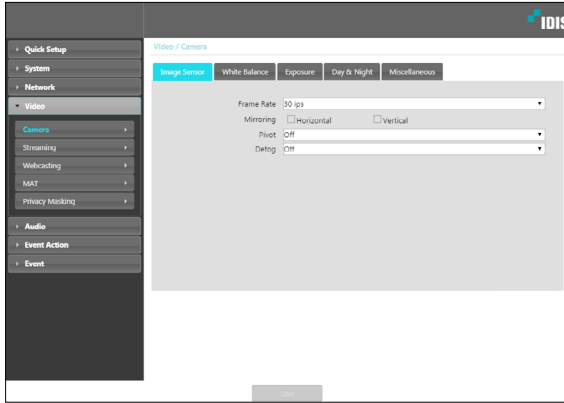 IDIS
Quick Setup
System
Network
Video
Camera
Streaming
Webcasting
MAT
Privacy Masking
Audio
Event Action
Event
Video / Camera
Image Sensor White Balance Exposure Day & Night Miscellaneous
Frame Rate 30 ips
Mirroring Horizontal Vertical
Pivot Off
Defog Off
Save